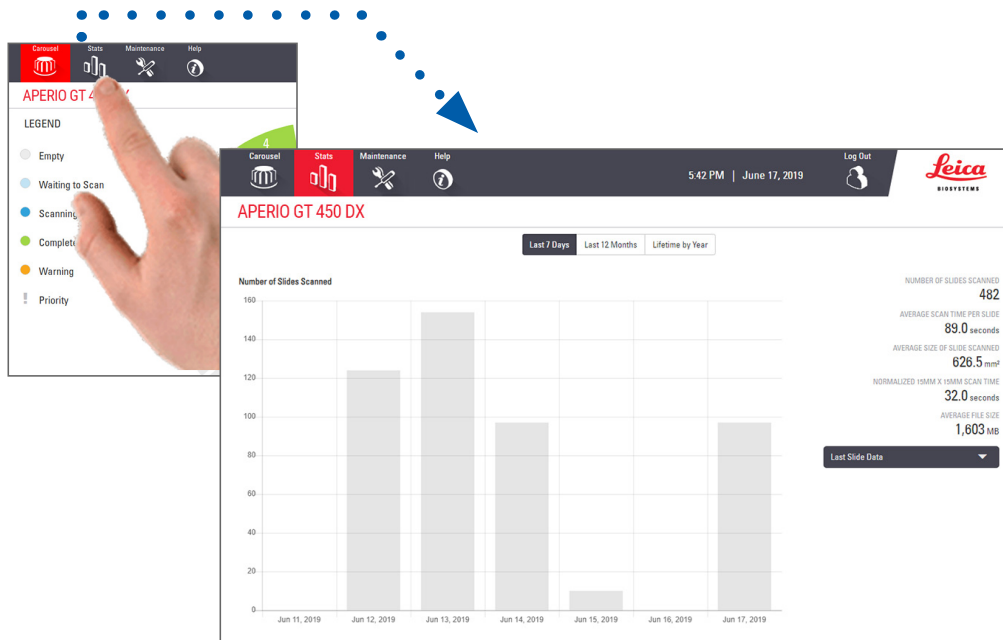 Carousel Stats Maintenance Help
APERIO GT 4
LEGEND
Empty
Waiting to Scan
Scanning
Complete
Warning
! Priority
4
Carousel Stats Maintenance Help
5:42 PM | June 17, 2019
Log Out
Leica
BIOSYSTEMS
APERIO GT 450 DX
Last 7 Days Last 12 Months Lifetime by Year
Number of Slides Scanned
160
140
120
100
80
60
40
20
0
Jun 11, 2019 Jun 12, 2019 Jun 13, 2019 Jun 14, 2019 Jun 15, 2019 Jun 16, 2019 Jun 17, 2019
NUMBER OF SLIDES SCANNED
482
AVERAGE SCAN TIME PER SLIDE
89.0 seconds
AVERAGE SIZE OF SLIDE SCANNED
626.5 mm²
NORMALIZED 15MM X 15MM SCAN TIME
32.0 seconds
AVERAGE FILE SIZE
1,603 MB
Last Slide Data